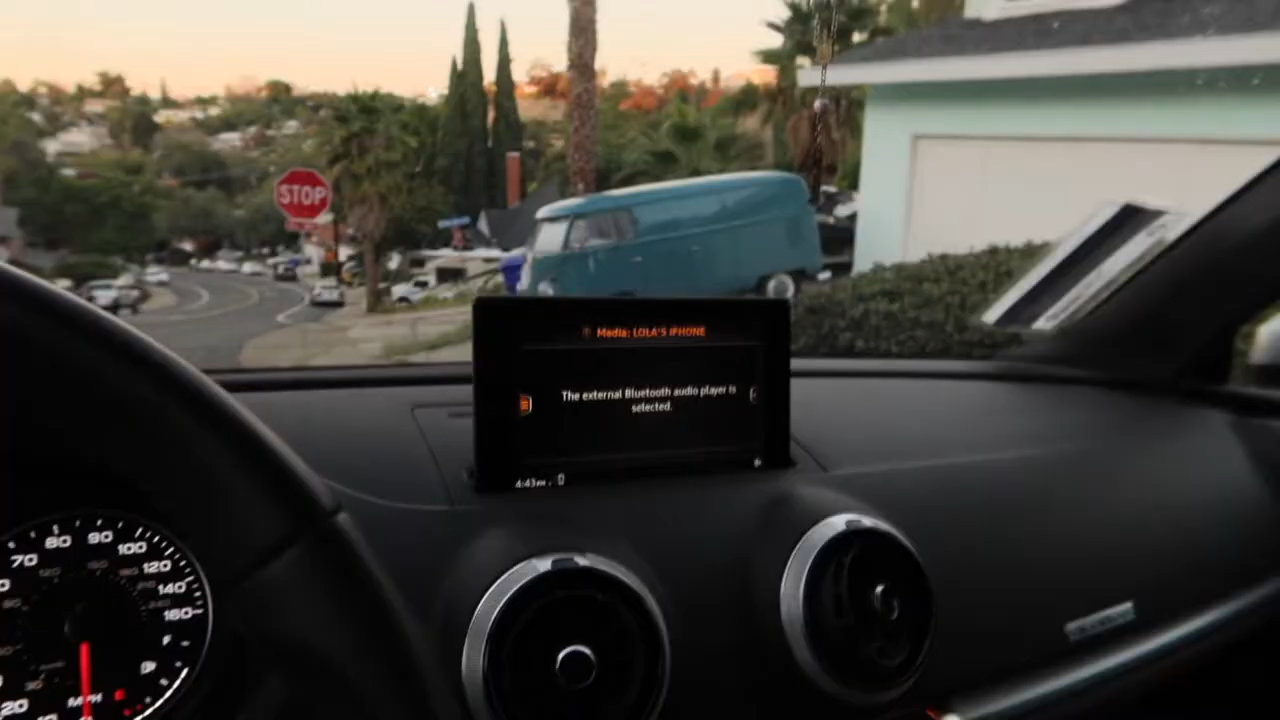 STOP
Media: LOLA'S IPHONE
The external Bluetooth audio player is
selected.
4:43
70
80
90
100
120
140
160
20
MPH